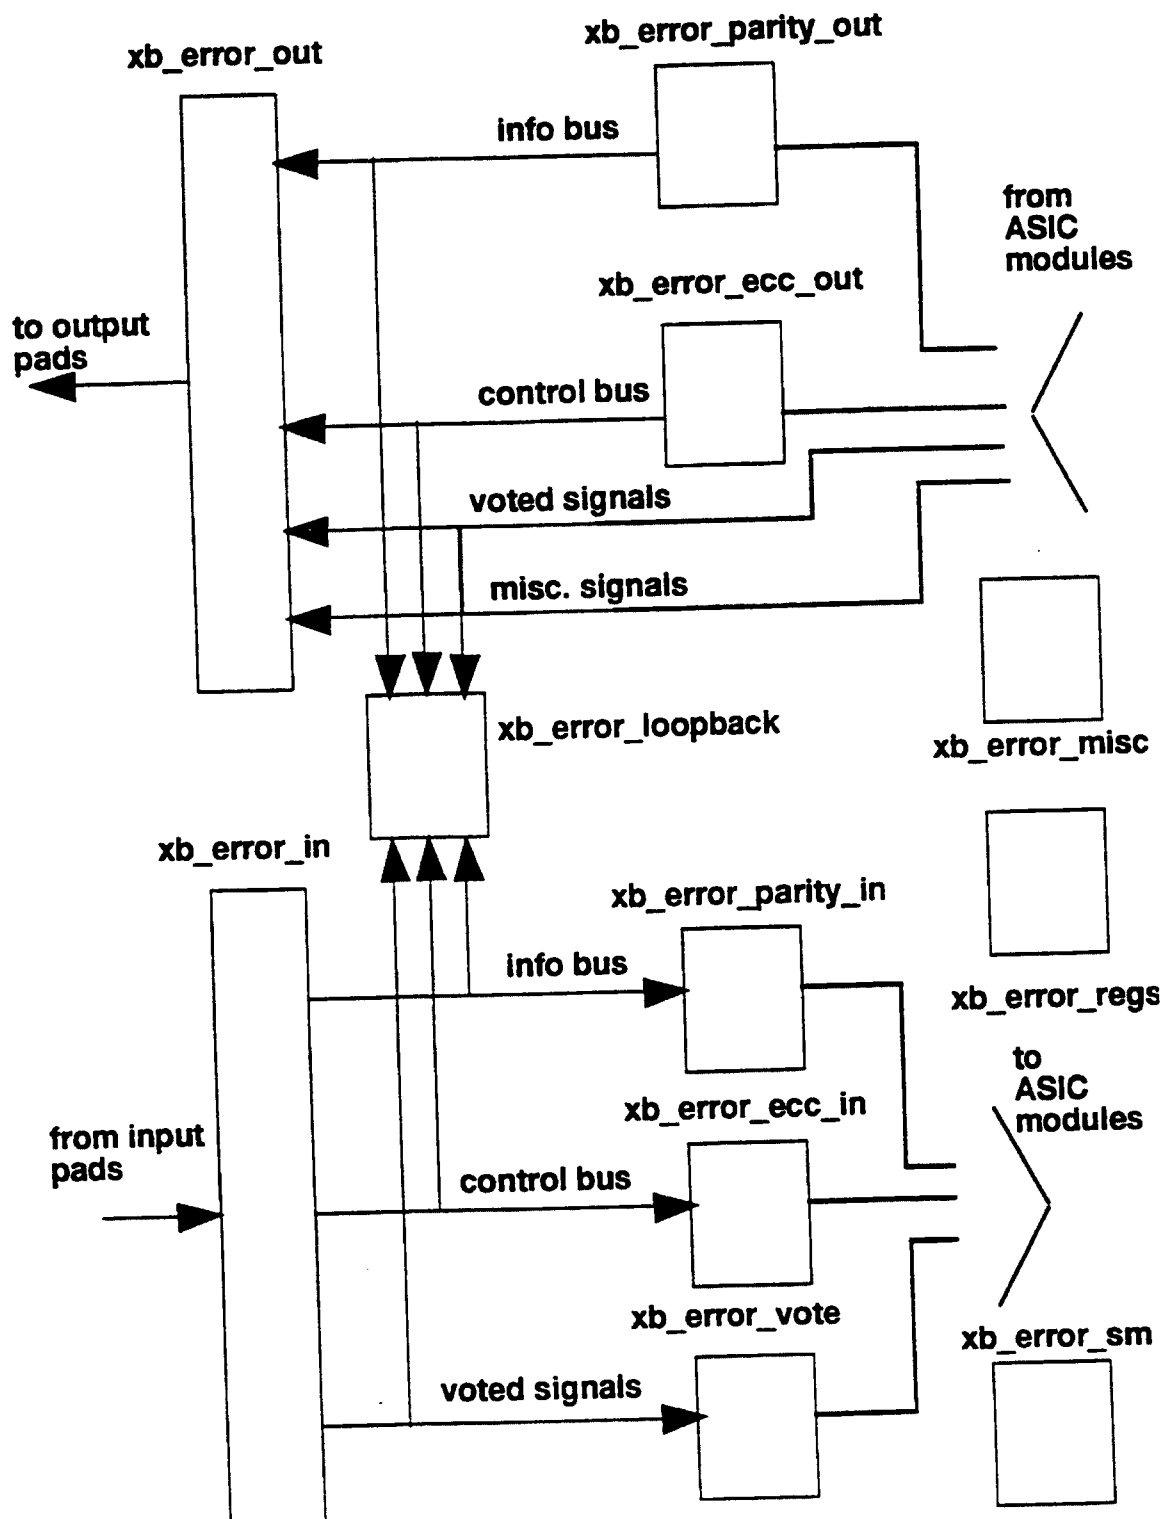 xb_error_parity_out
xb_error_out
info bus
from
ASIC
modules
xb_error_ecc_out
to output
pads
control bus
voted signals
misc. signals
xb_error_loopback
xb_error_misc
xb_error_in
xb_error_parity_in
info bus
xb_error_regs
to
ASIC
modules
xb_error_ecc_in
from input
pads
control bus
xb_error_vote
xb_error_sm
voted signals